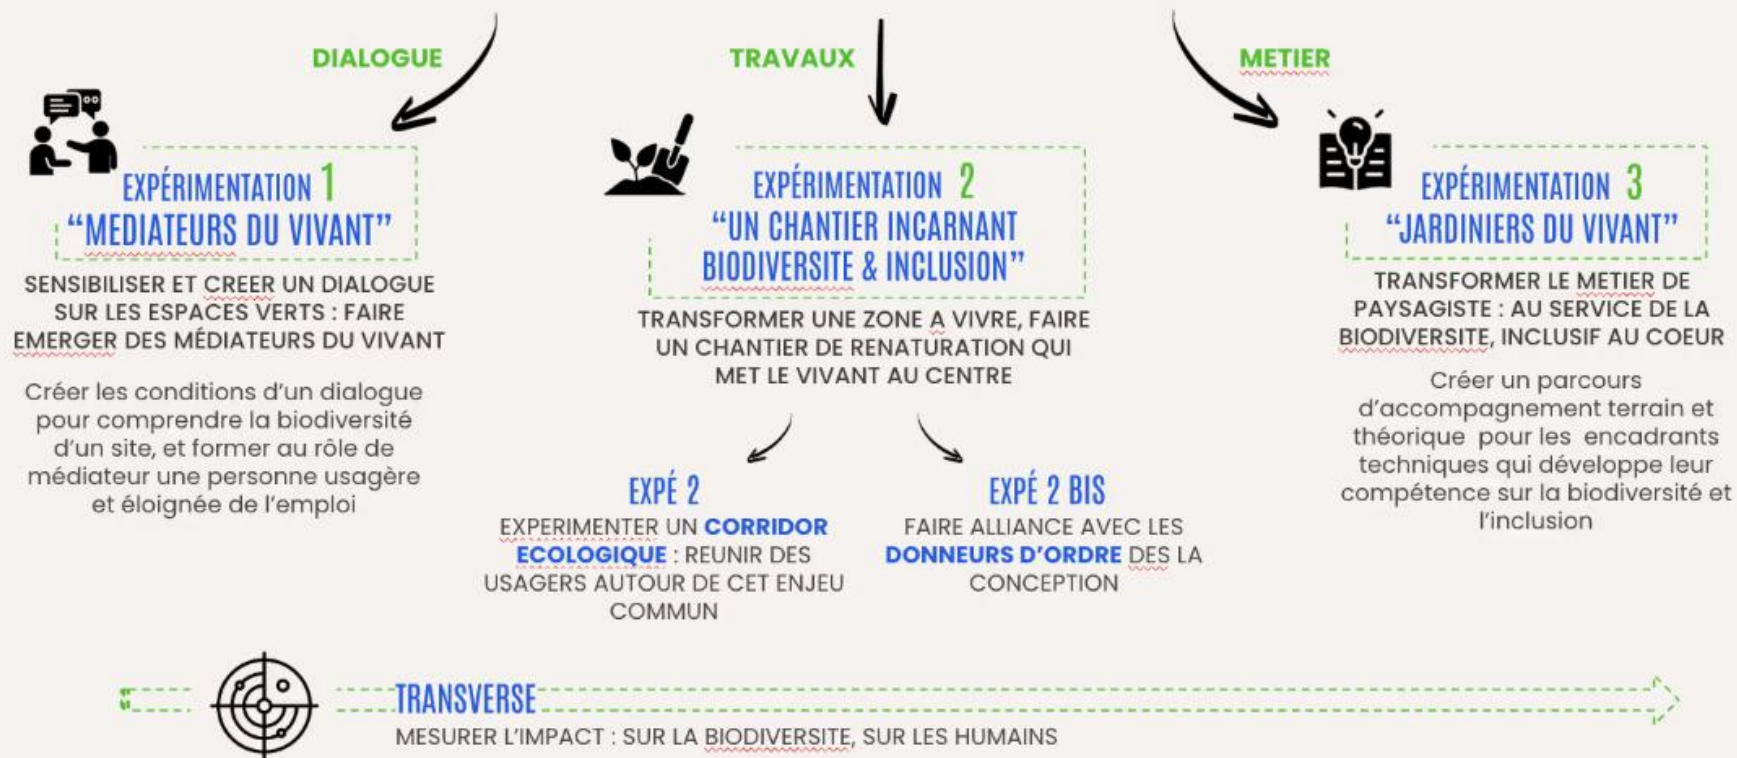 DIALOGUE
EXPÉRIMENTATION 1
“MEDIATEURS DU VIVANT”
SENSIBILISER ET CREER UN DIALOGUE
SUR LES ESPACES VERTS : FAIRE
EMERGER DES MÉDIATEURS DU VIVANT
Créer les conditions d’un dialogue
pour comprendre la biodiversité
d’un site, et former au rôle de
médiateur une personne usagère
et éloignée de l’emploi
TRAVAUX
EXPÉRIMENTATION 2
“UN CHANTIER INCARNANT
BIODIVERSITE & INCLUSION”
TRANSFORMER UNE ZONE A VIVRE, FAIRE
UN CHANTIER DE RENATURATION QUI
MET LE VIVANT AU CENTRE
EXPÉ 2
EXPERIMENTER UN CORRIDOR
ECOLOGIQUE : REUNIR DES
USAGERS AUTOUR DE CET ENJEU
COMMUN
EXPÉ 2 BIS
FAIRE ALLIANCE AVEC LES
DONNEURS D’ORDRE DES LA
CONCEPTION
METIER
EXPÉRIMENTATION 3
“JARDINIERS DU VIVANT”
TRANSFORMER LE METIER DE
PAYSAGISTE : AU SERVICE DE LA
BIODIVERSITE, INCLUSIF AU COEUR
Créer un parcours
d’accompagnement terrain et
théorique pour les encadrants
techniques qui développe leur
compétence sur la biodiversité et
l’inclusion
TRANSVERSE
MESURER L’IMPACT : SUR LA BIODIVERSITE, SUR LES HUMAINS